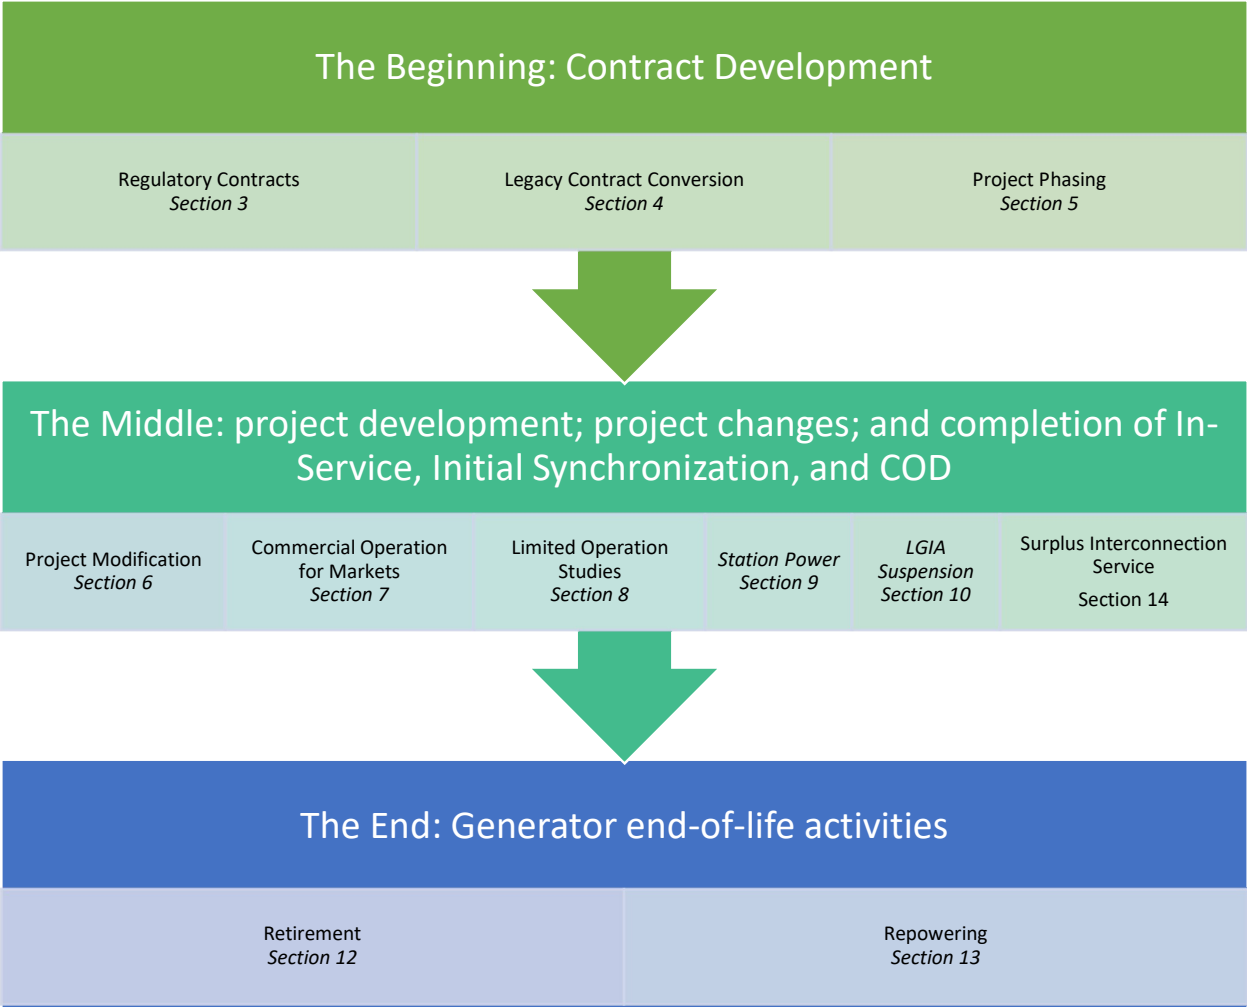 The Beginning: Contract Development
Regulatory Contracts
Section 3
Legacy Contract Conversion
Section 4
Project Phasing
Section 5
The Middle: project development; project changes; and completion of In-
Service, Initial Synchronization, and COD
Project Modification
Section 6
Commercial Operation
for Markets
Section 7
Limited Operation
Studies
Section 8
Station Power
Section 9
LGIA
Suspension
Section 10
Surplus Interconnection
Service
Section 14
The End: Generator end-of-life activities
Retirement
Section 12
Repowering
Section 13